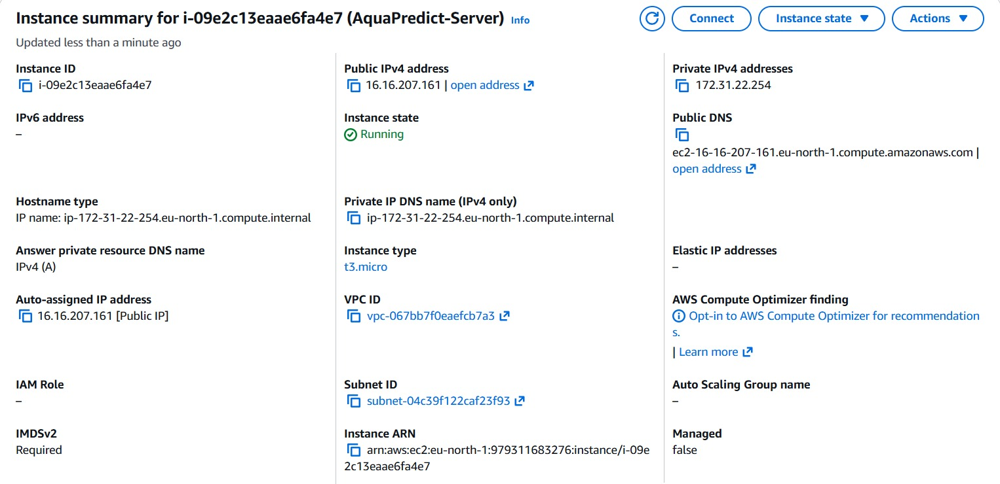 Instance summary for i-09e2c13eaae6fa4e7 (AquaPredict-Server) Info
Connect
Instance state
Actions
Updated less than a minute ago
Instance ID
i-09e2c13eaae6fa4e7
Public IPv4 address
16.16.207.161 | open address
Private IPv4 addresses
172.31.22.254
IPv6 address
–
Instance state
Running
Public DNS
ec2-16-16-207-161.eu-north-1.compute.amazonaws.com |
open address
Hostname type
IP name: ip-172-31-22-254.eu-north-1.compute.internal
Private IP DNS name (IPv4 only)
ip-172-31-22-254.eu-north-1.compute.internal
Answer private resource DNS name
IPv4 (A)
Instance type
t3.micro
Elastic IP addresses
–
Auto-assigned IP address
16.16.207.161 [Public IP]
VPC ID
vpc-067bb7f0eaefcb7a3
AWS Compute Optimizer finding
Opt-in to AWS Compute Optimizer for recommendation
s.
| Learn more
IAM Role
–
Subnet ID
subnet-04c39f122caf23f93
Auto Scaling Group name
–
IMDSv2
Required
Instance ARN
arn:aws:ec2:eu-north-1:979311683276:instance/i-09e
2c13eaae6fa4e7
Managed
false